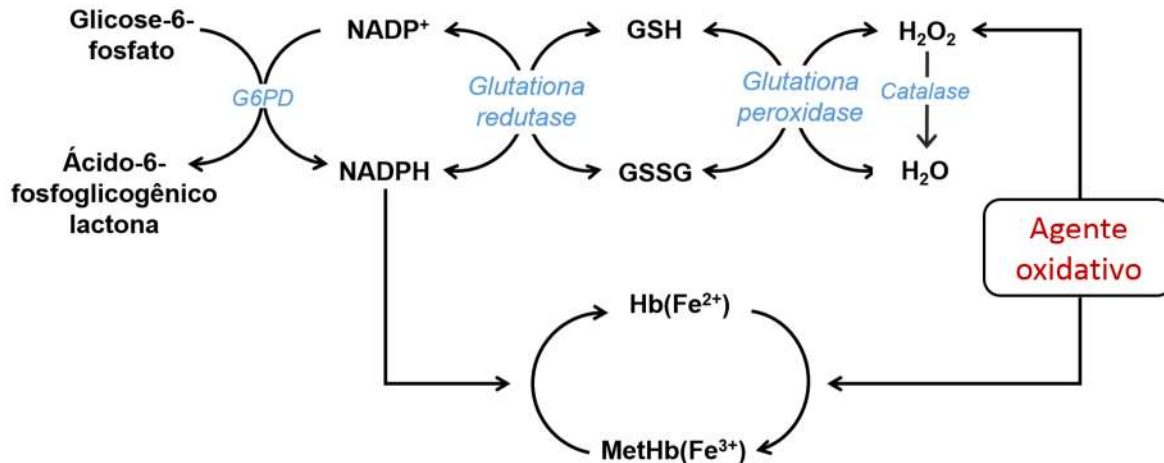 Glicose-6-
fosfato
NADP⁺
GSH
H₂O₂
G6PD
Glutationa
redutase
Glutationa
peroxidase
Catalase
Ácido-6-
fosfoglicogênico
lactona
NADPH
GSSG
H₂O
Agente
oxidativo
Hb(Fe²⁺)
MetHb(Fe³⁺)